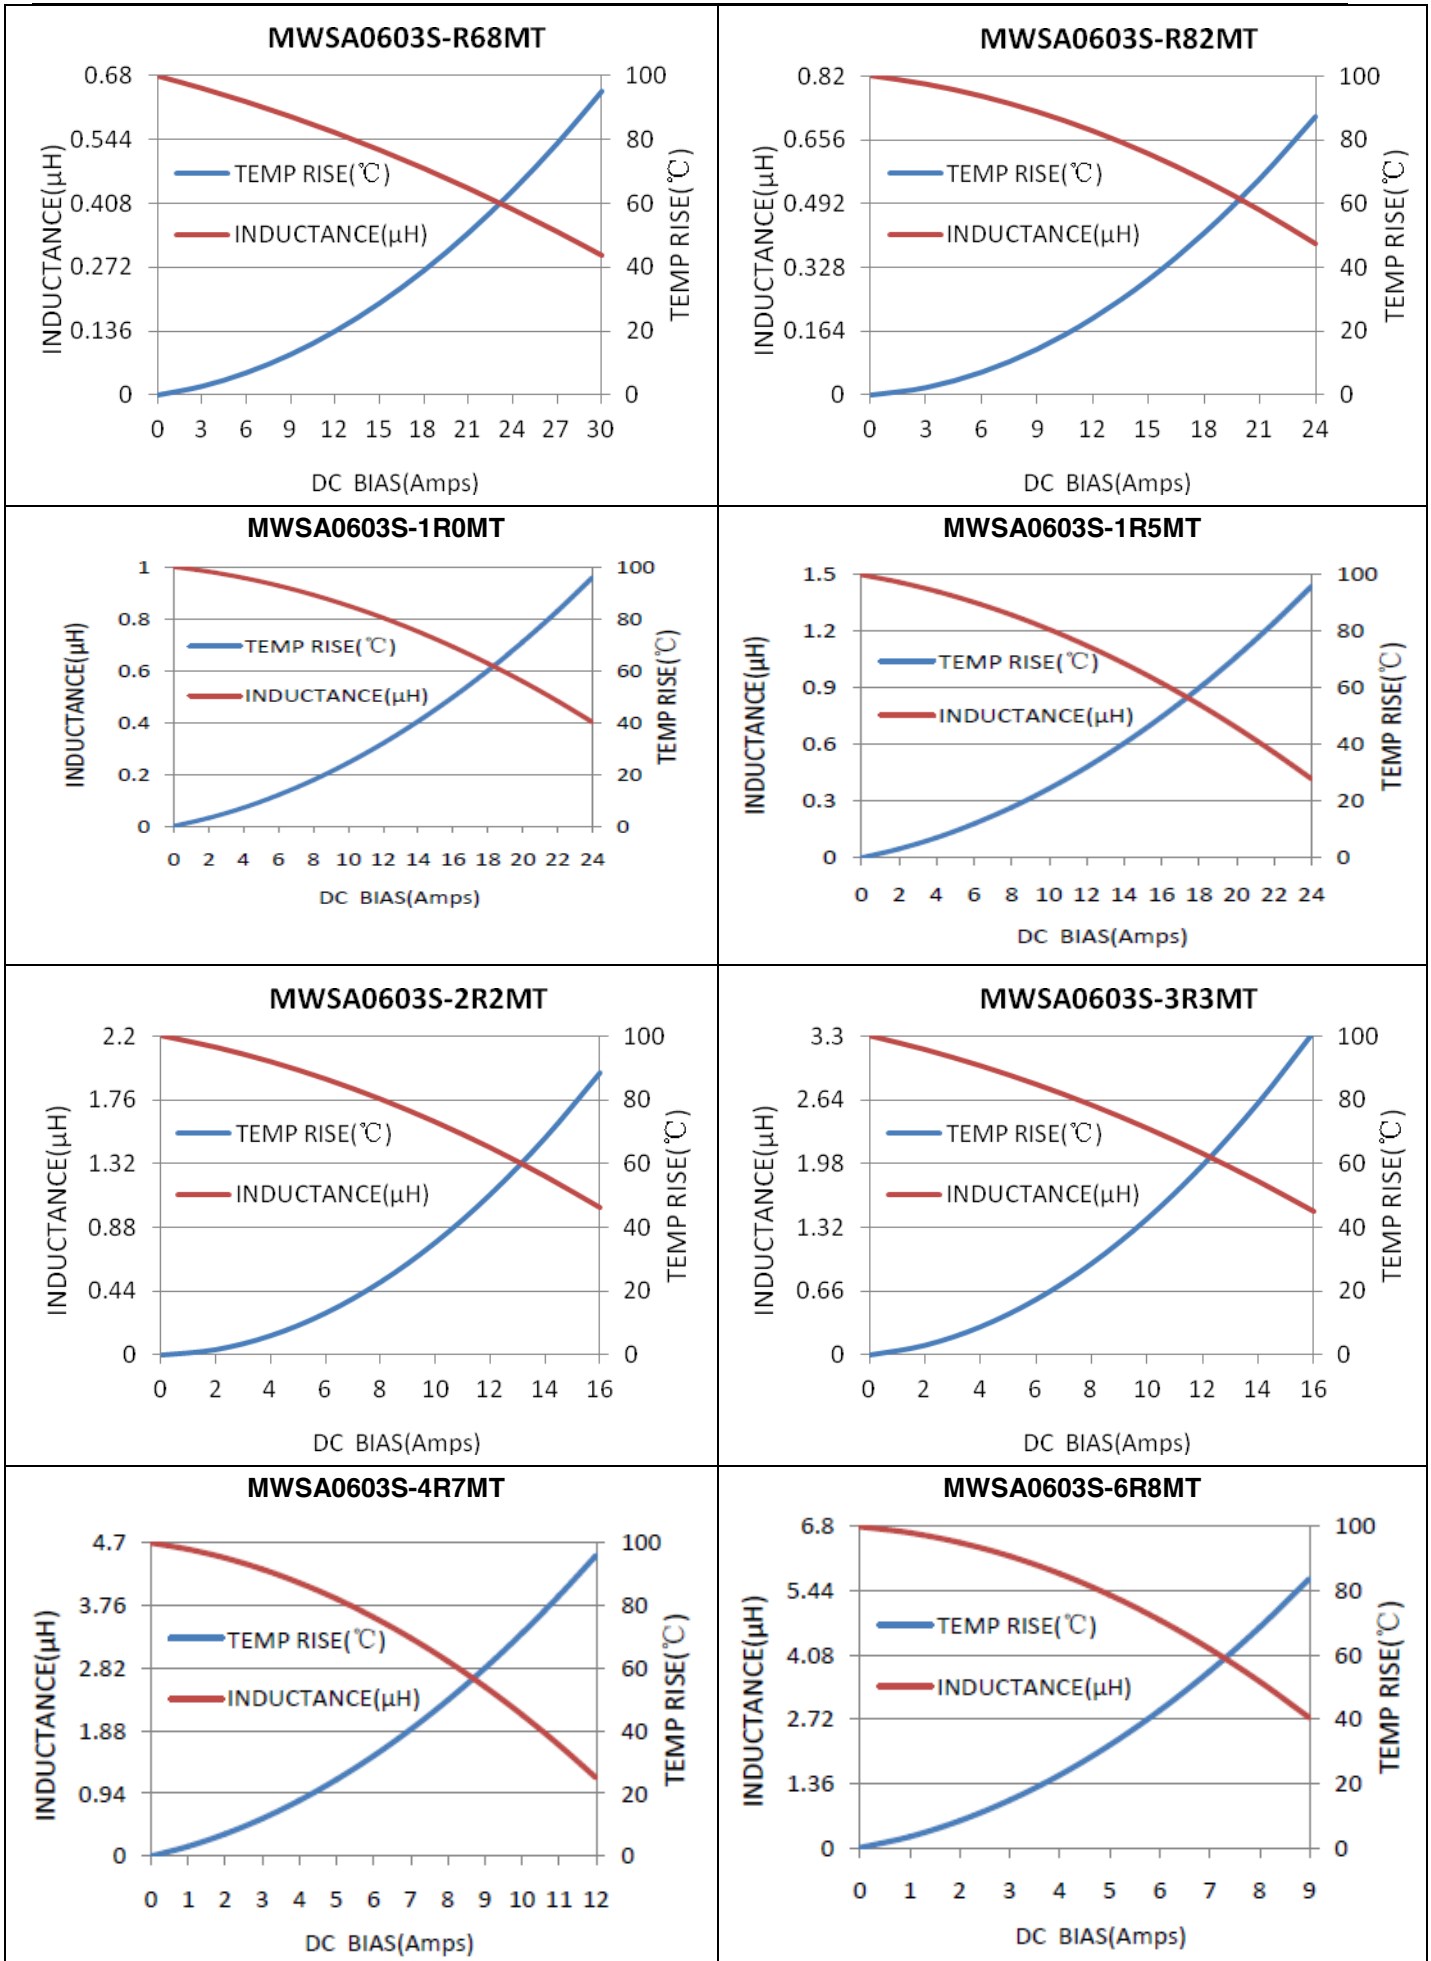 MWSA0603S-R68MT
0.68
0.544
0.408
0.272
0.136
0
100
80
60
40
20
0
INDUCTANCE(μH)
TEMP RISE(℃)
TEMP RISE(℃)
INDUCTANCE(μH)
0 3 6 9 12 15 18 21 24 27 30
DC BIAS(Amps)
MWSA0603S-R82MT
0.82
0.656
0.492
0.328
0.164
0
100
80
60
40
20
0
INDUCTANCE(μH)
TEMP RISE(℃)
TEMP RISE(℃)
INDUCTANCE(μH)
0 3 6 9 12 15 18 21 24
DC BIAS(Amps)
MWSA0603S-1R0MT
1
0.8
0.6
0.4
0.2
0
100
80
60
40
20
0
INDUCTANCE(μH)
TEMP RISE(℃)
TEMP RISE(℃)
INDUCTANCE(μH)
0 2 4 6 8 10 12 14 16 18 20 22 24
DC BIAS(Amps)
MWSA0603S-1R5MT
1.5
1.2
0.9
0.6
0.3
0
100
80
60
40
20
0
INDUCTANCE(μH)
TEMP RISE(℃)
TEMP RISE(℃)
INDUCTANCE(μH)
0 2 4 6 8 10 12 14 16 18 20 22 24
DC BIAS(Amps)
MWSA0603S-2R2MT
2.2
1.76
1.32
0.88
0.44
0
100
80
60
40
20
0
INDUCTANCE(μH)
TEMP RISE(℃)
TEMP RISE(℃)
INDUCTANCE(μH)
0 2 4 6 8 10 12 14 16
DC BIAS(Amps)
MWSA0603S-3R3MT
3.3
2.64
1.98
1.32
0.66
0
100
80
60
40
20
0
INDUCTANCE(μH)
TEMP RISE(℃)
TEMP RISE(℃)
INDUCTANCE(μH)
0 2 4 6 8 10 12 14 16
DC BIAS(Amps)
MWSA0603S-4R7MT
4.7
3.76
2.82
1.88
0.94
0
100
80
60
40
20
0
INDUCTANCE(μH)
TEMP RISE(℃)
TEMP RISE(℃)
INDUCTANCE(μH)
0 1 2 3 4 5 6 7 8 9 10 11 12
DC BIAS(Amps)
MWSA0603S-6R8MT
6.8
5.44
4.08
2.72
1.36
0
100
80
60
40
20
0
INDUCTANCE(μH)
TEMP RISE(℃)
TEMP RISE(℃)
INDUCTANCE(μH)
0 1 2 3 4 5 6 7 8 9
DC BIAS(Amps)